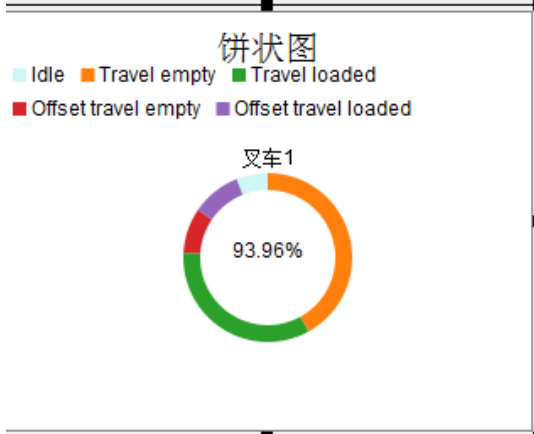 饼状图
Idle Travel empty Travel loaded
Offset travel empty Offset travel loaded
叉车1
93.96%